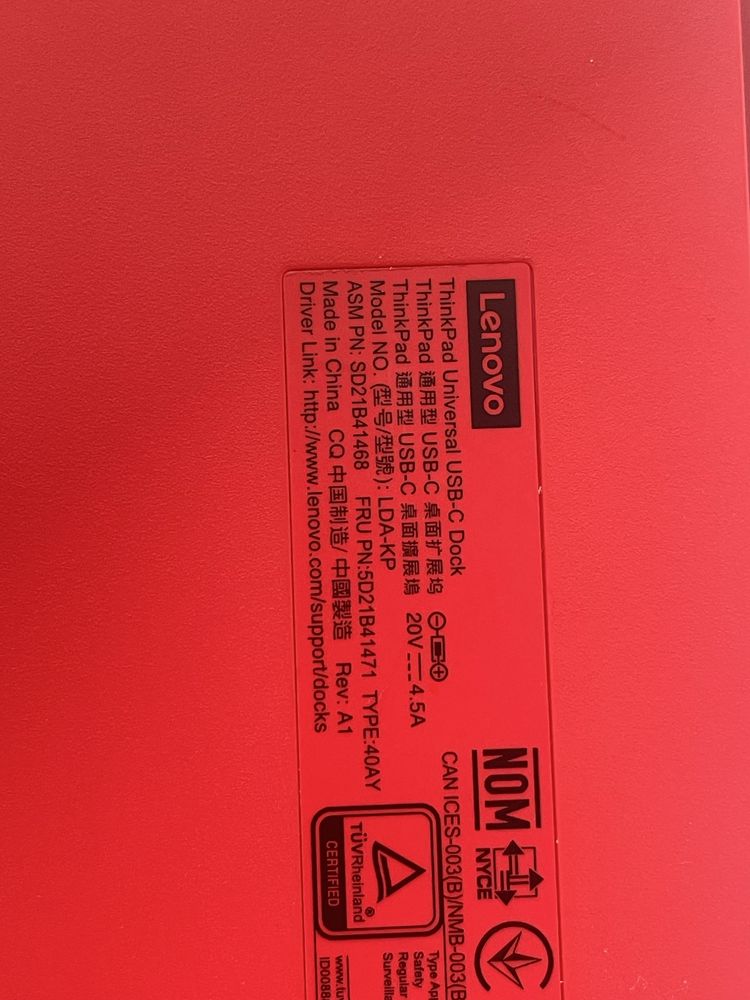 Lenovo
ThinkPad Universal USB-C Dock
ThinkPad 通用型 USB-C 桌面扩展坞
ThinkPad 通用型 USB-C 桌面擴展塢 20V 4.5A
Model NO. (型号/型號): LDA-KP
ASM PN: SD21B41468 FRU PN:5D21B41471 TYPE:40AY
Made in China CQ 中国制造/ 中國製造 Rev: A1
Driver Link: http://www.lenovo.com/support/docks
NOM
NYCE
CAN ICES-003(B)/NMB-003(B
TÜVRheinland®
CERTIFIED
Type
Safety
Regular